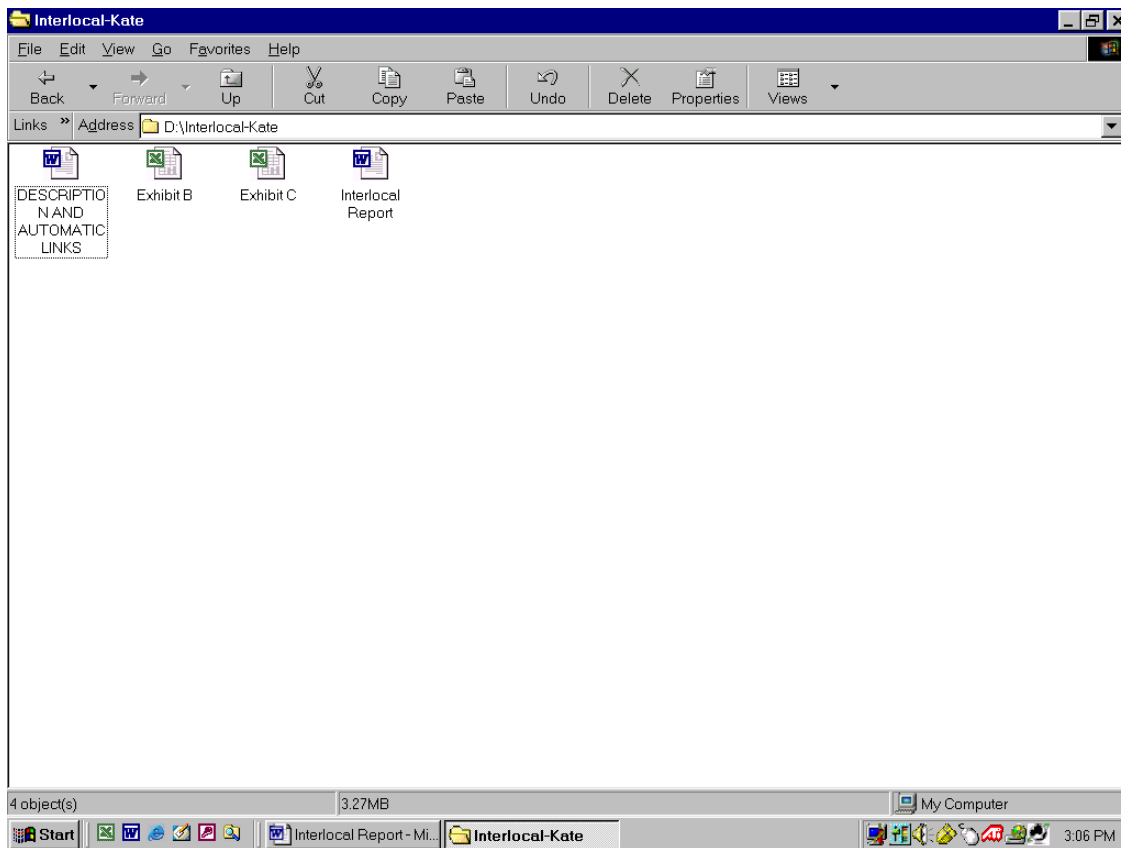 Interlocal-Kate
File Edit View Go Favorites Help
Back Forward Up Cut Copy Paste Undo Delete Properties Views
Links » Address D:\Interlocal-Kate
DESCRIPTIO
N AND
AUTOMATIC
LINKS
Exhibit B
Exhibit C
Interlocal
Report
4 object(s) 3.27MB My Computer
Start Interlocal Report - Mi... Interlocal-Kate 3:06 PM